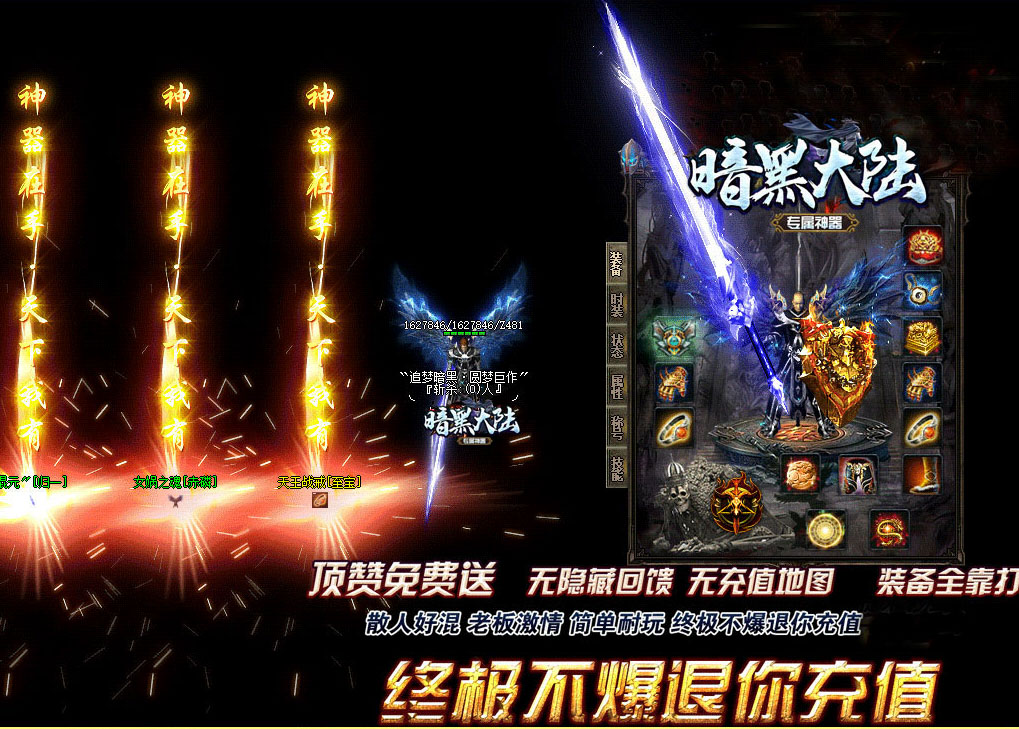 神器在手·天下我有
神器在手·天下我有
神器在手·天下我有
女娲之魂[赤瞳]
天王战戒[至宝]
1627846/1627846/Z481
“追梦暗黑·圆梦巨作”
『斩杀(0)人』
暗黑大陆
专属神器
暗黑大陆
专属神器
装备
时装
状态
属性
称号
技能
顶赞免费送 无隐藏回馈 无充值地图 装备全靠打
散人好混 老板激情 简单耐玩 终极不爆退你充值
终极不爆退你充值